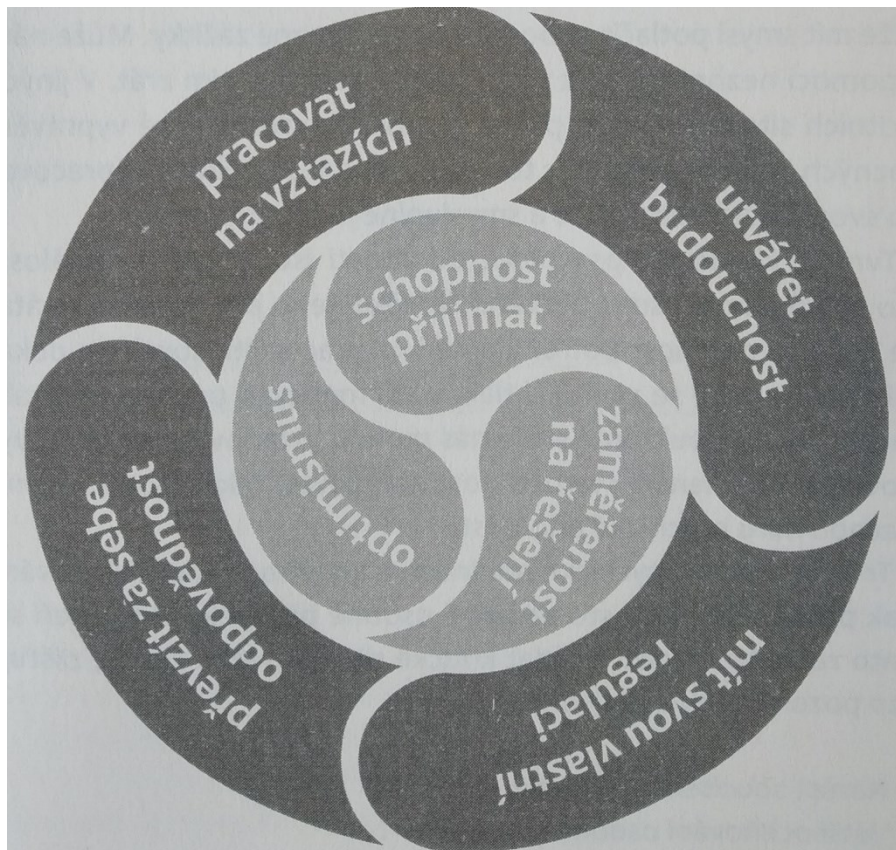 pracovat
na vztazích
utvářet
budoucnost
schopnost
přijímat
zaměřenost
na řešení
optimismus
převzít za sebe
odpovědnost
mít svou vlastní
regulaci